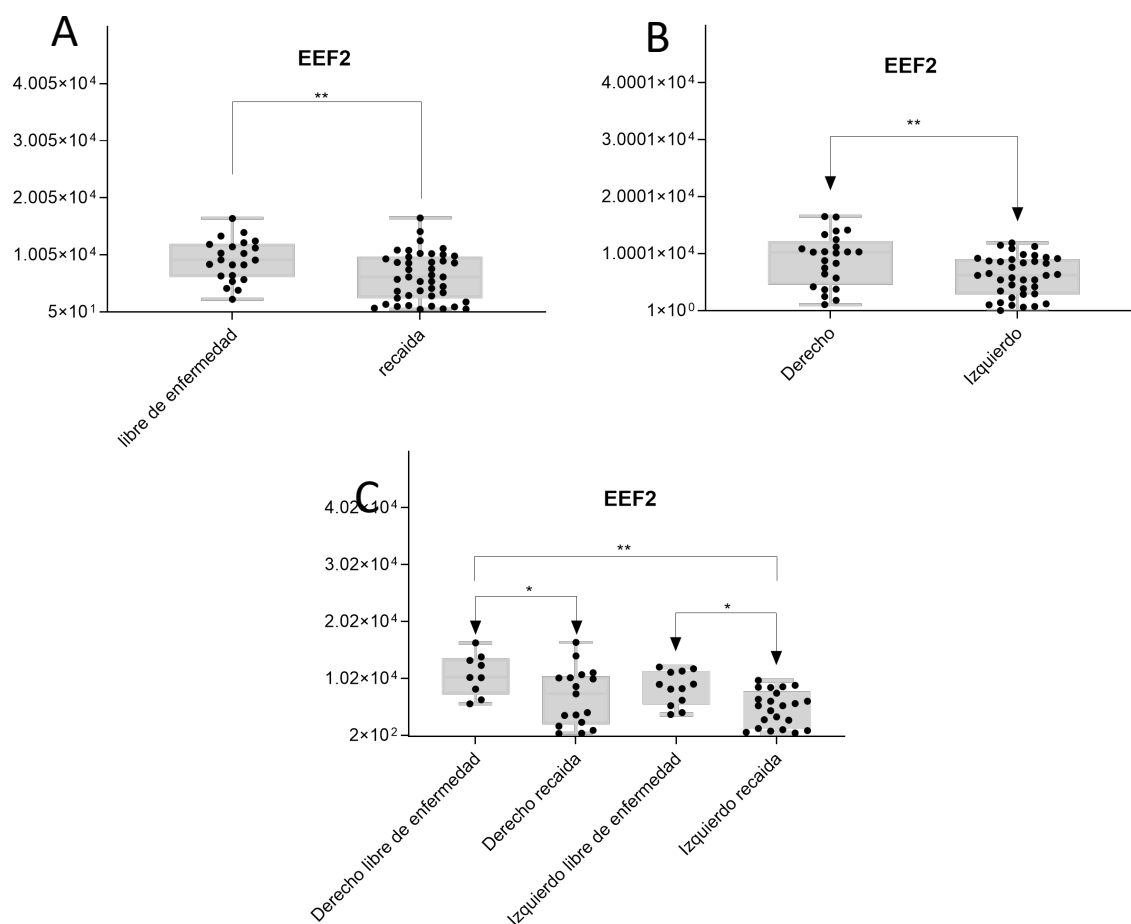 A
EEF2
4.005×10⁴
3.005×10⁴
2.005×10⁴
1.005×10⁴
5×10¹
**
libre de enfermedad
recaida
B
EEF2
4.0001×10⁴
3.0001×10⁴
2.0001×10⁴
1.0001×10⁴
1×10⁰
**
Derecho
Izquierdo
C
EEF2
4.02×10⁴
3.02×10⁴
2.02×10⁴
1.02×10⁴
2×10²
**
*
*
Derecho libre de enfermedad
Derecho recaida
Izquierdo libre de enfermedad
Izquierdo recaida